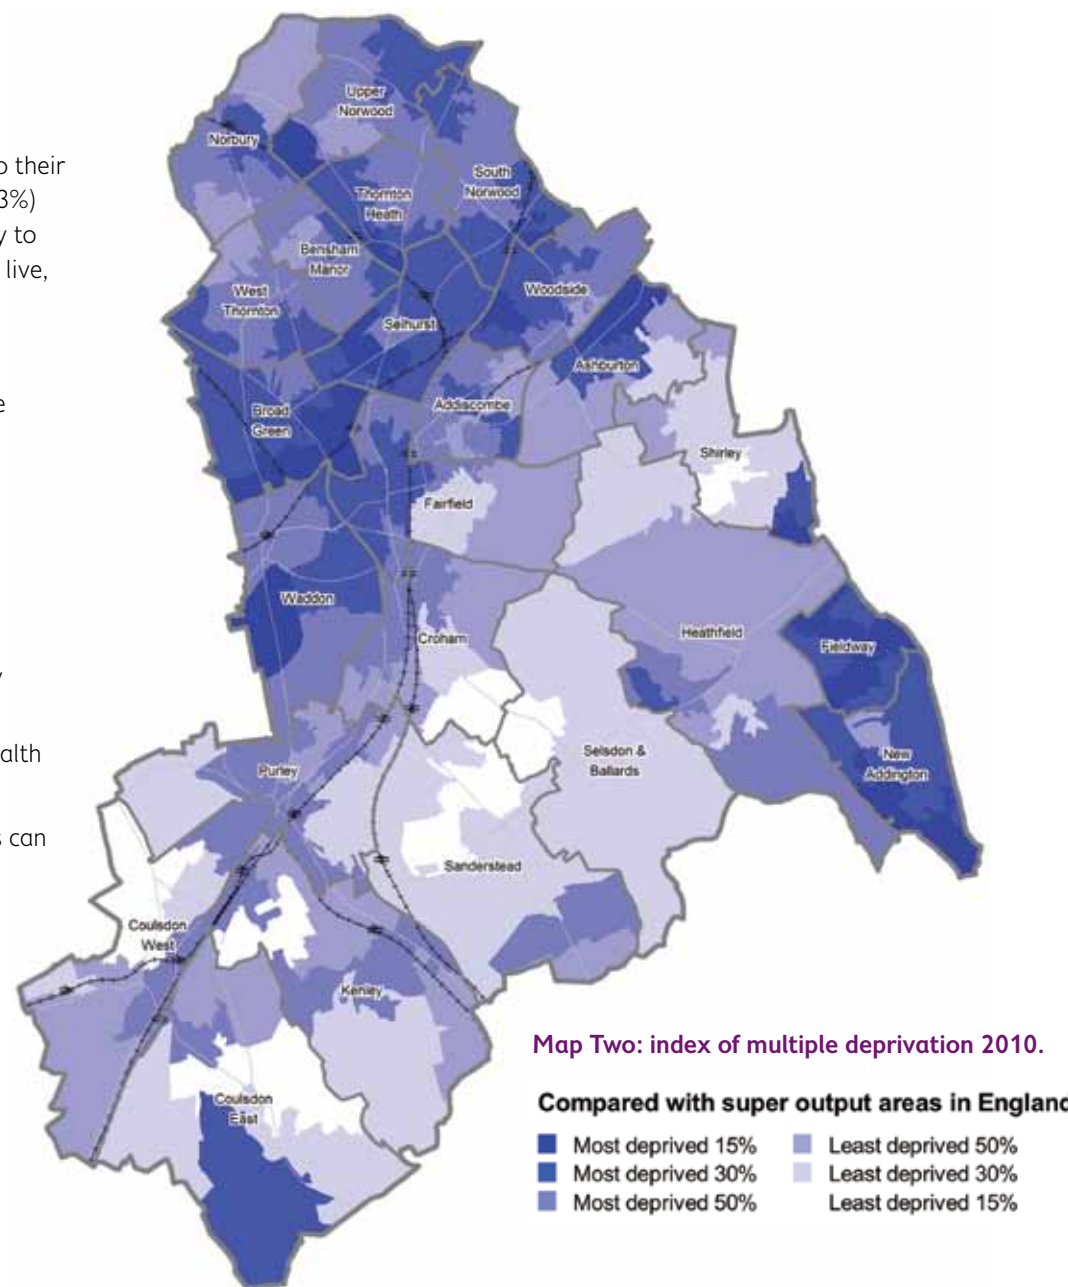 o their
3%)
y to
live,
e
y
alth
s can
Upper
Norwood
Norbury
South
Norwood
Thornton
Heath
Bensham
Manor
West
Thornton
Woodside
Selhurst
Ashburton
Addiscombe
Broad
Green
Shirley
Fairfield
Waddon
Croham
Heathfield
Fieldway
Selsdon &
Ballards
New
Addington
Purley
Sanderstead
Coulsdon
West
Kenley
Coulsdon
East
Map Two: index of multiple deprivation 2010.
Compared with super output areas in England
Most deprived 15%
Most deprived 30%
Most deprived 50%
Least deprived 50%
Least deprived 30%
Least deprived 15%